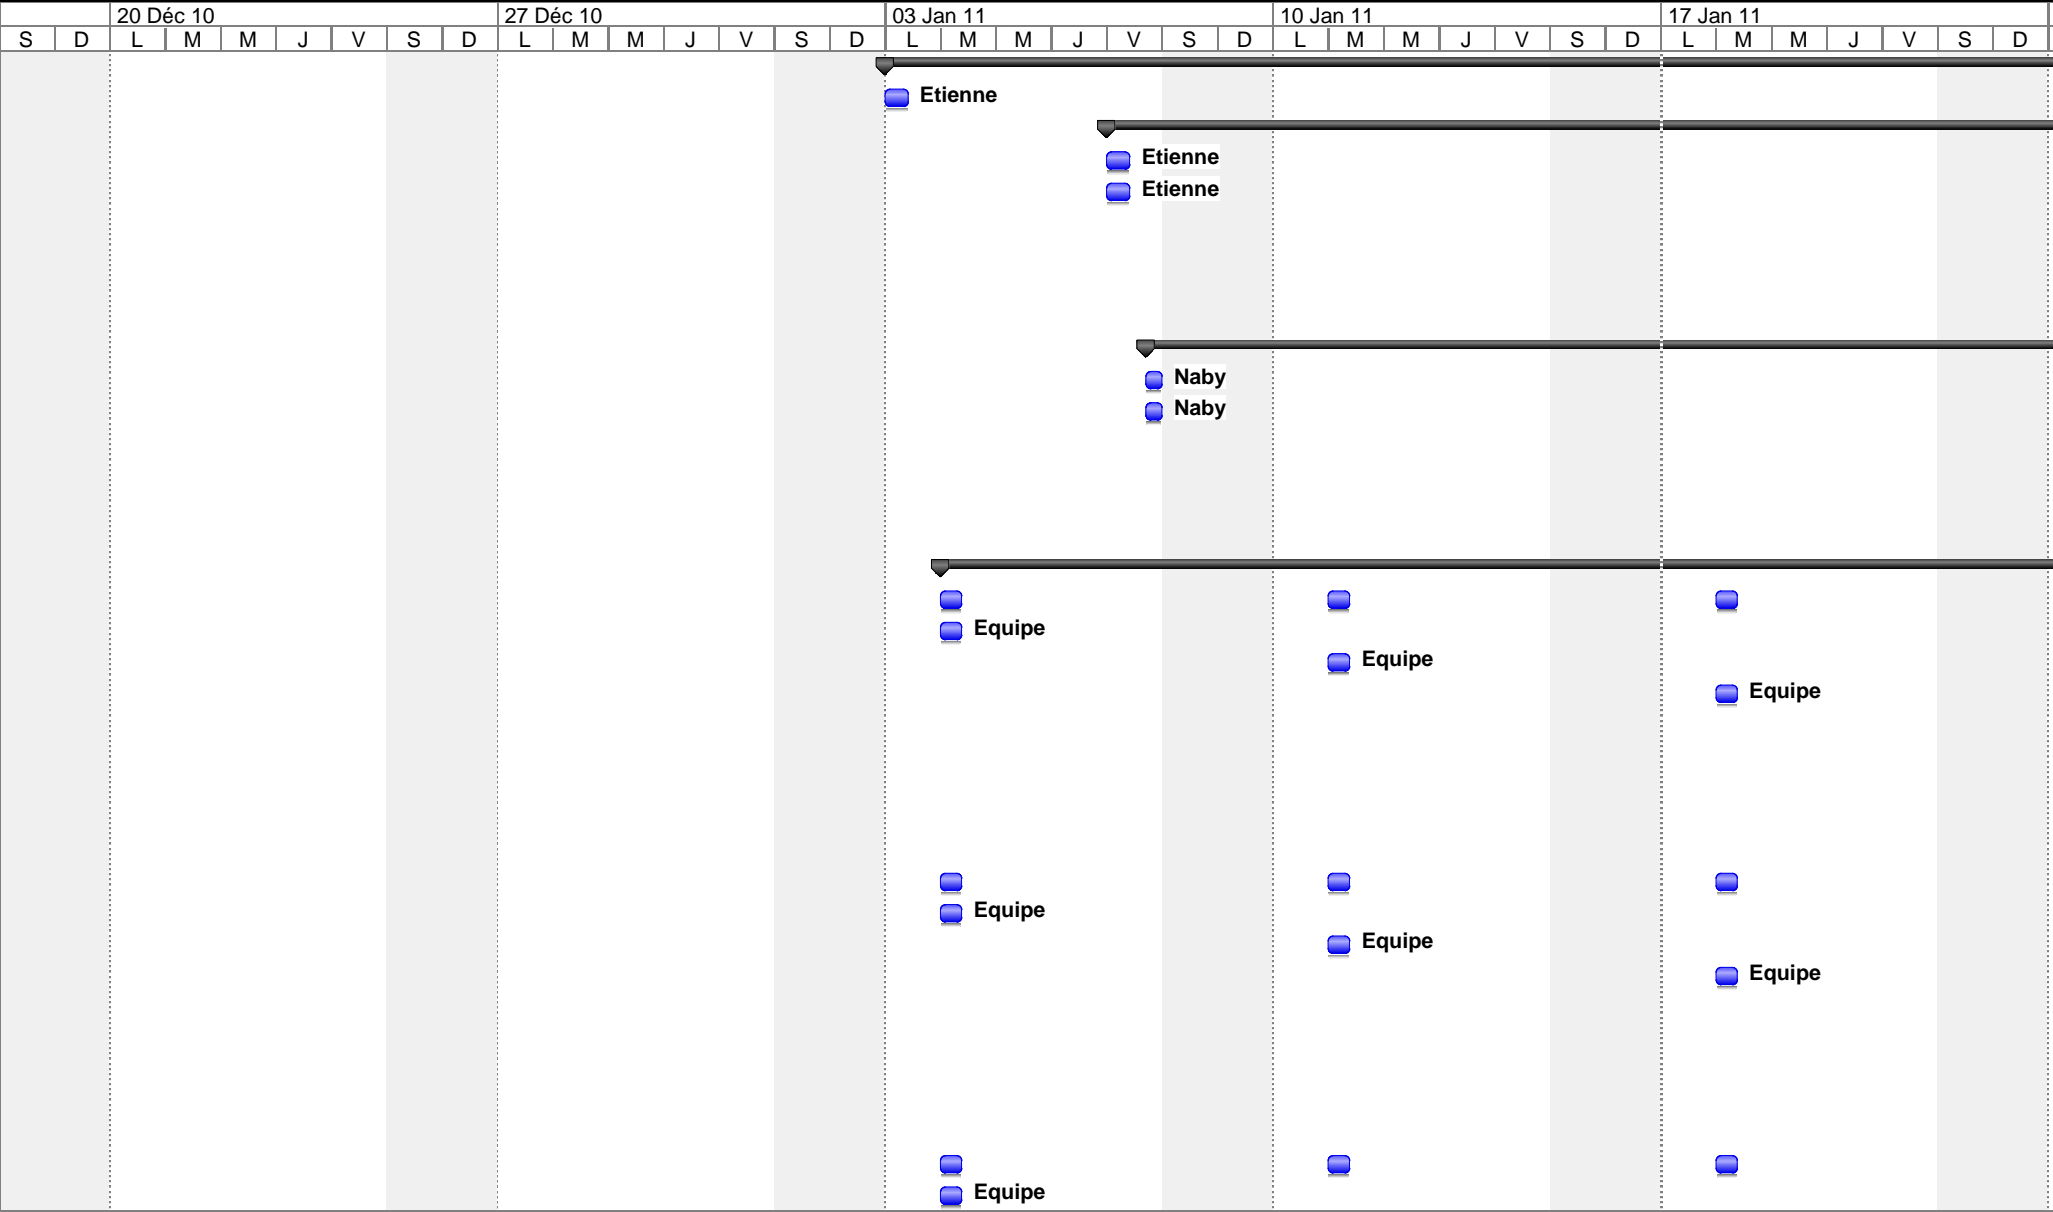 20 Déc 10 27 Déc 10 03 Jan 11 10 Jan 11 17 Jan 11
S D L M M J V S D L M M J V S D L M M J V S D L M M J V S D L M M J V S D
Etienne
Etienne
Etienne
Naby
Naby
Equipe
Equipe
Equipe
Equipe
Equipe
Equipe
Equipe